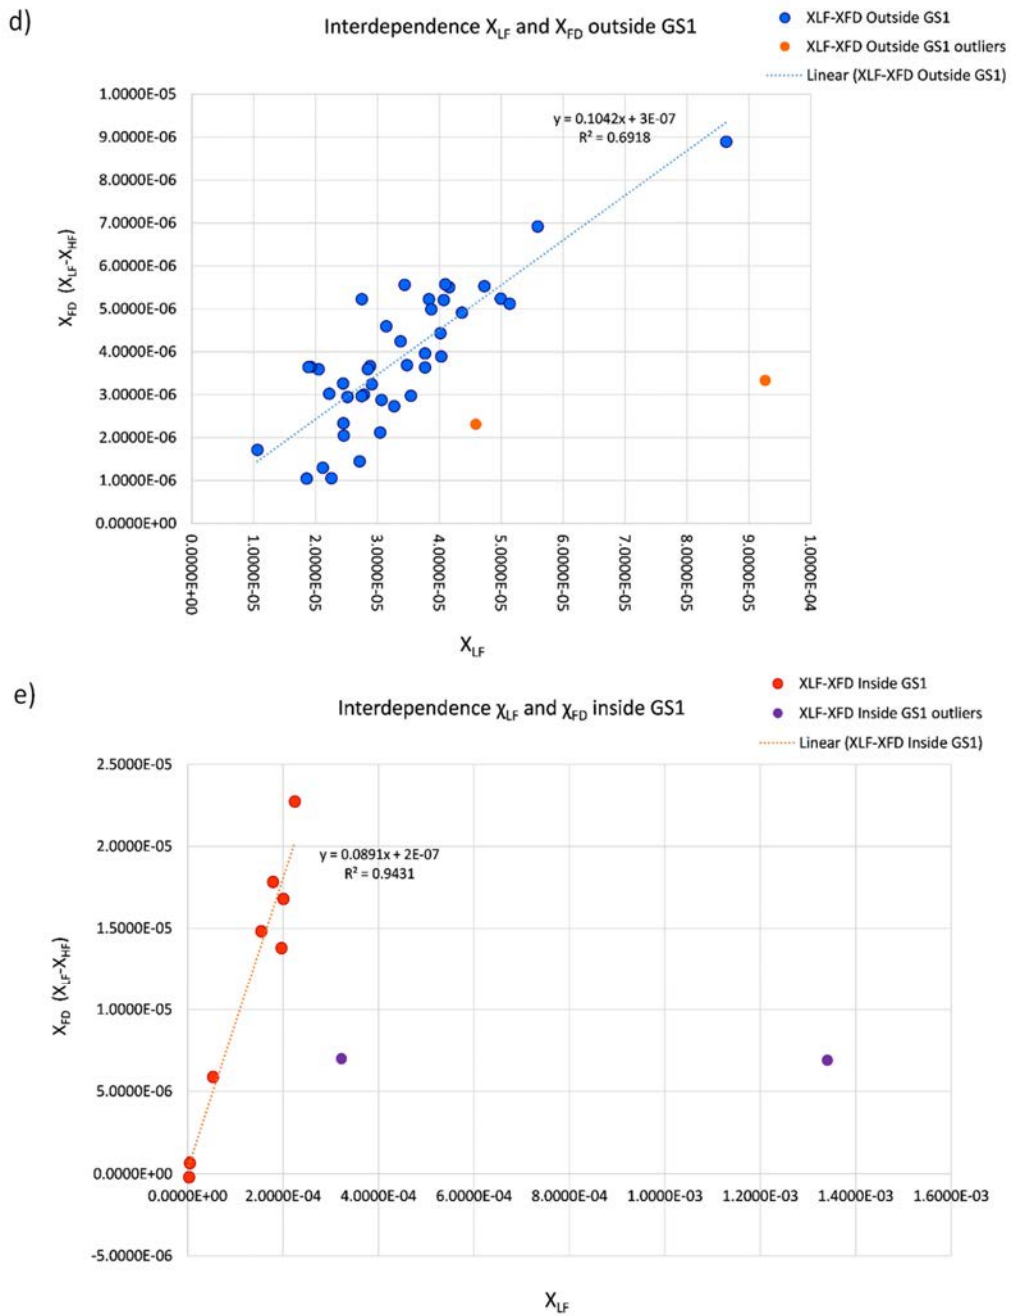 d)
Interdependence XLF and XFD outside GS1
XLF-XFD Outside GS1
XLF-XFD Outside GS1 outliers
Linear (XLF-XFD Outside GS1)
1.0000E-05
9.0000E-06
8.0000E-06
7.0000E-06
6.0000E-06
5.0000E-06
4.0000E-06
3.0000E-06
2.0000E-06
1.0000E-06
0.0000E+00
y = 0.1042x + 3E-07
R² = 0.6918
XFD (XLF-XHF)
0.0000E+00
1.0000E-05
2.0000E-05
3.0000E-05
4.0000E-05
5.0000E-05
6.0000E-05
7.0000E-05
8.0000E-05
9.0000E-05
1.0000E-04
XLF
e)
Interdependence χLF and χFD inside GS1
XLF-XFD Inside GS1
XLF-XFD Inside GS1 outliers
Linear (XLF-XFD Inside GS1)
2.5000E-05
2.0000E-05
1.5000E-05
1.0000E-05
5.0000E-06
0.0000E+00
-5.0000E-06
y = 0.0891x + 2E-07
R² = 0.9431
XFD (XLF-XHF)
0.0000E+00 2.0000E-04 4.0000E-04 6.0000E-04 8.0000E-04 1.0000E-03 1.2000E-03 1.4000E-03 1.6000E-03
XLF